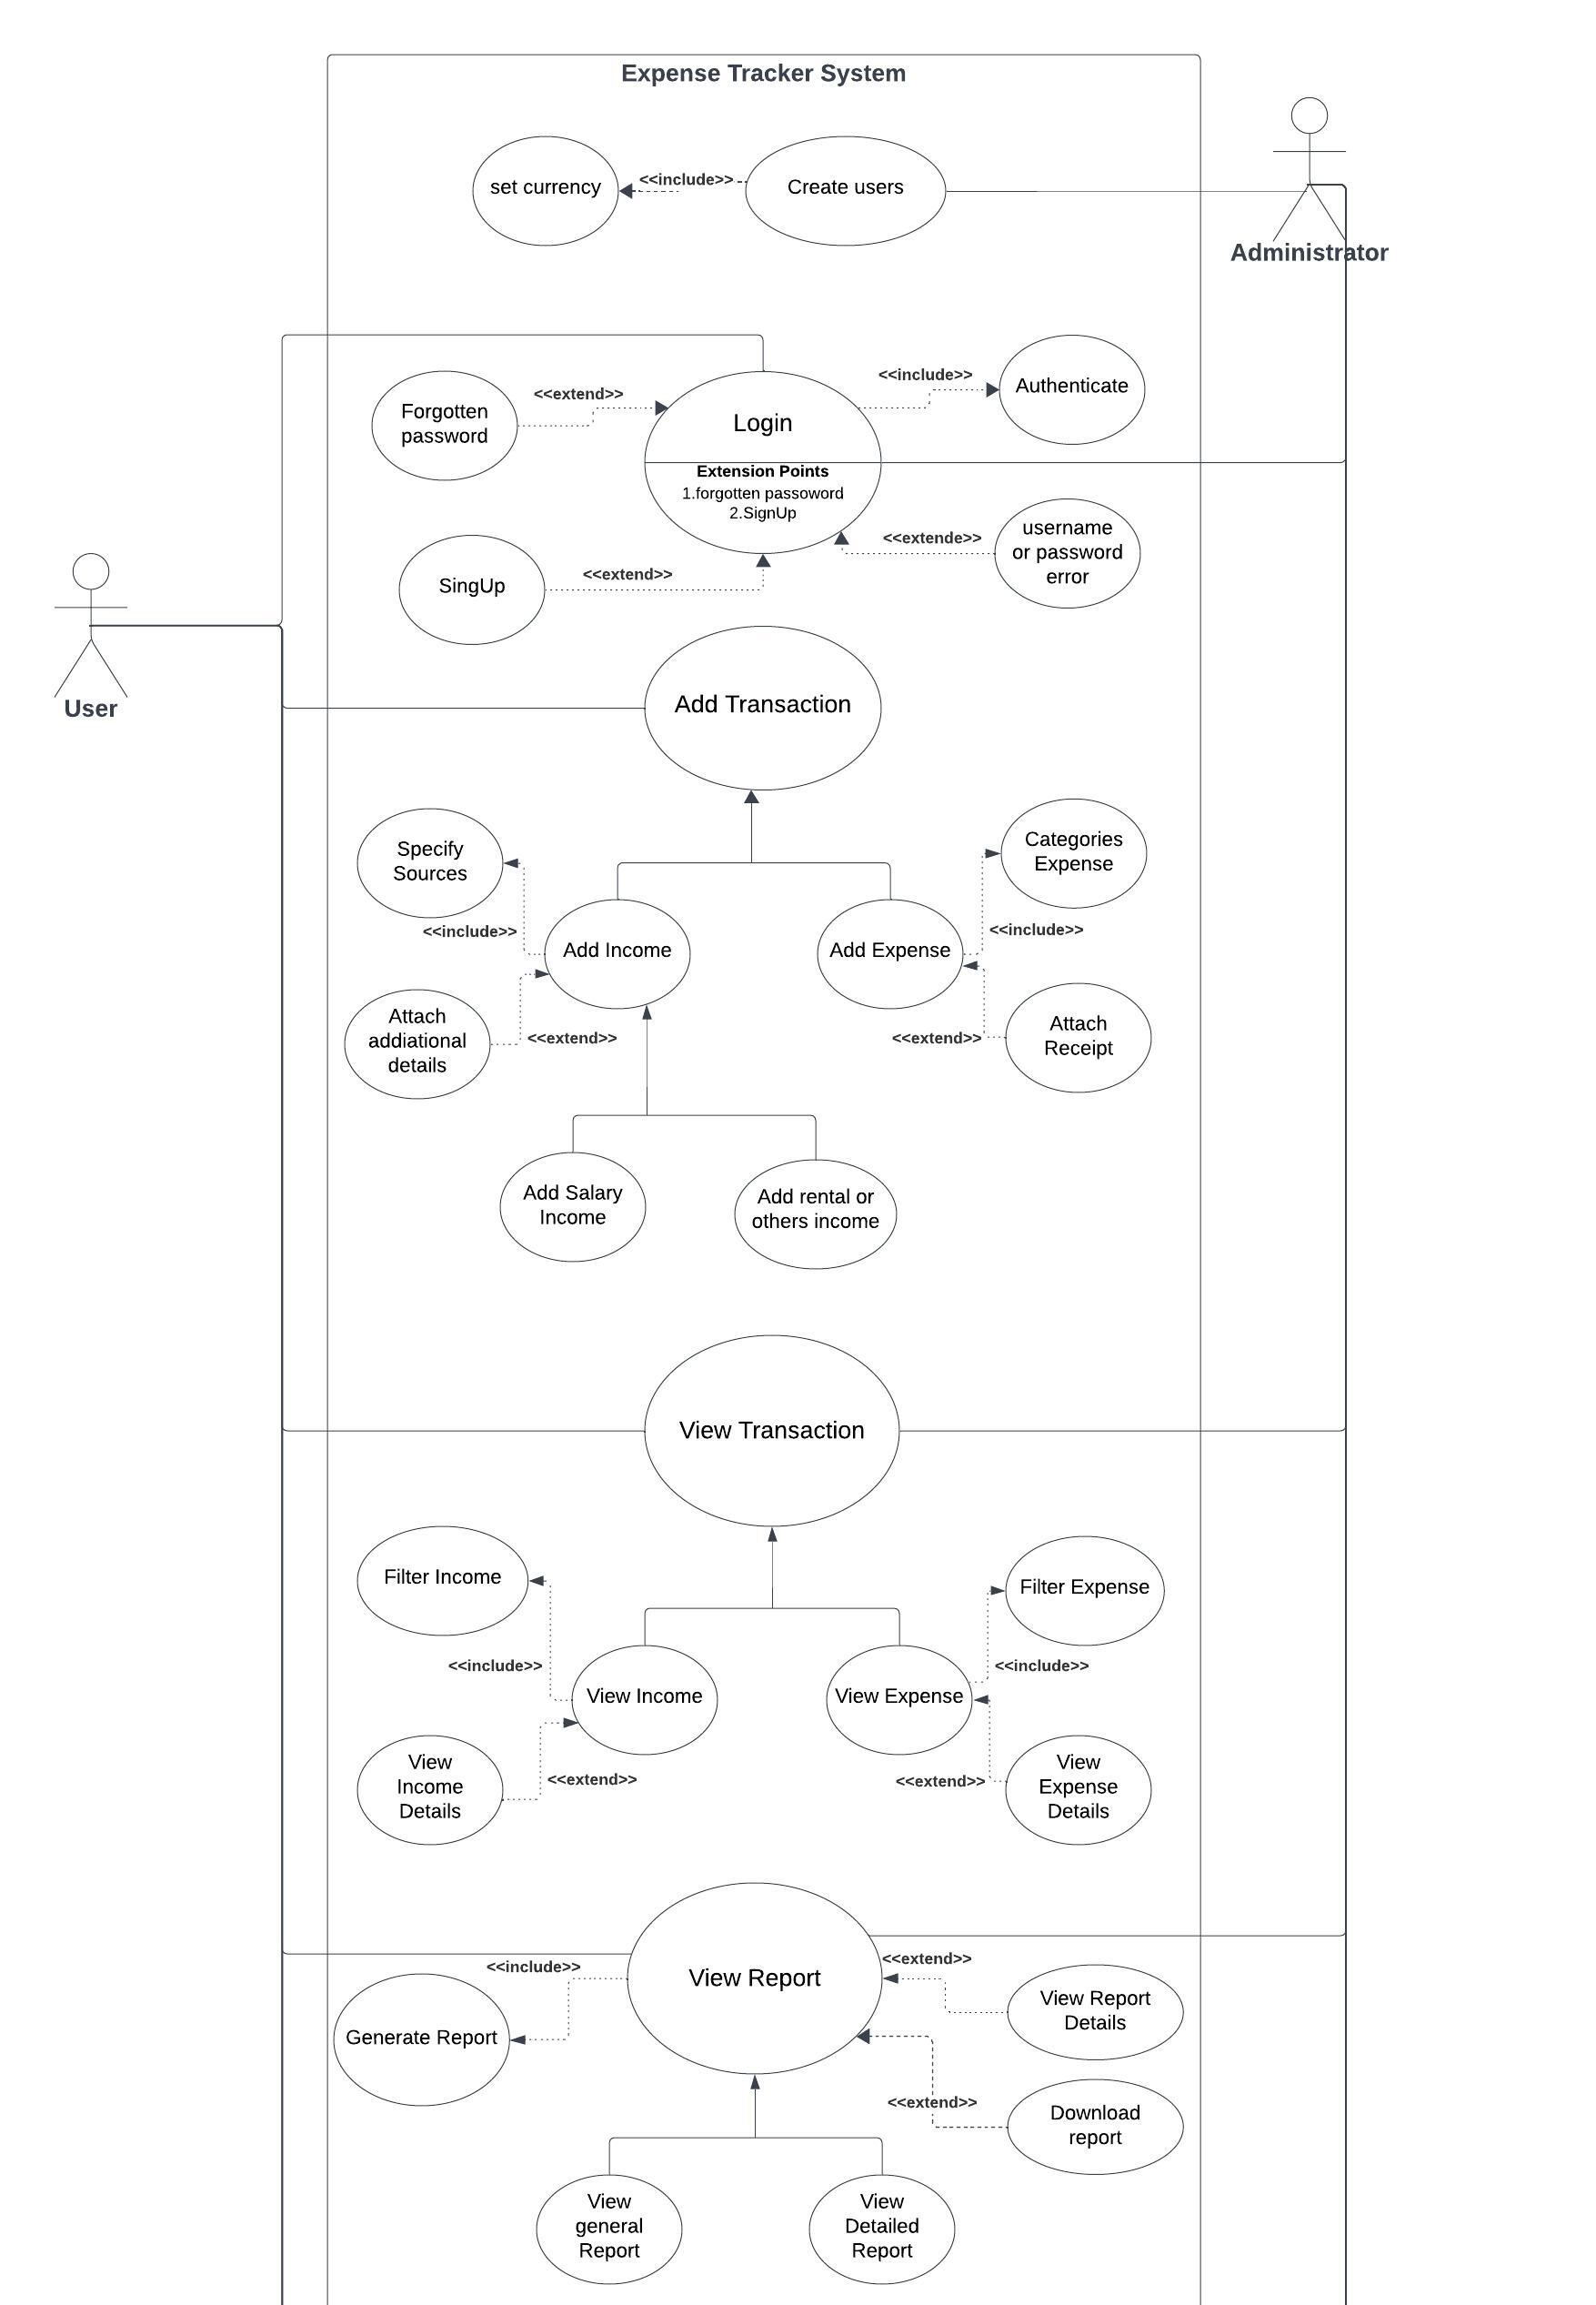 Expense Tracker System
set currency
<<include>>
Create users
Administrator
Forgotten
password
<<extend>>
Login
<<include>>
Authenticate
Extension Points
1.forgotten passoword
2.SignUp
SingUp
<<extend>>
<<extende>>
username
or password
error
User
Add Transaction
Specify
Sources
Categories
Expense
<<include>>
<<include>>
Add Income
Add Expense
Attach
addiational
details
<<extend>>
<<extend>>
Attach
Receipt
Add Salary
Income
Add rental or
others income
View Transaction
Filter Income
Filter Expense
<<include>>
<<include>>
View Income
View Expense
View
Income
Details
<<extend>>
<<extend>>
View
Expense
Details
<<include>>
<<extend>>
View Report
View Report
Details
Generate Report
<<extend>>
Download
report
View
general
Report
View
Detailed
Report